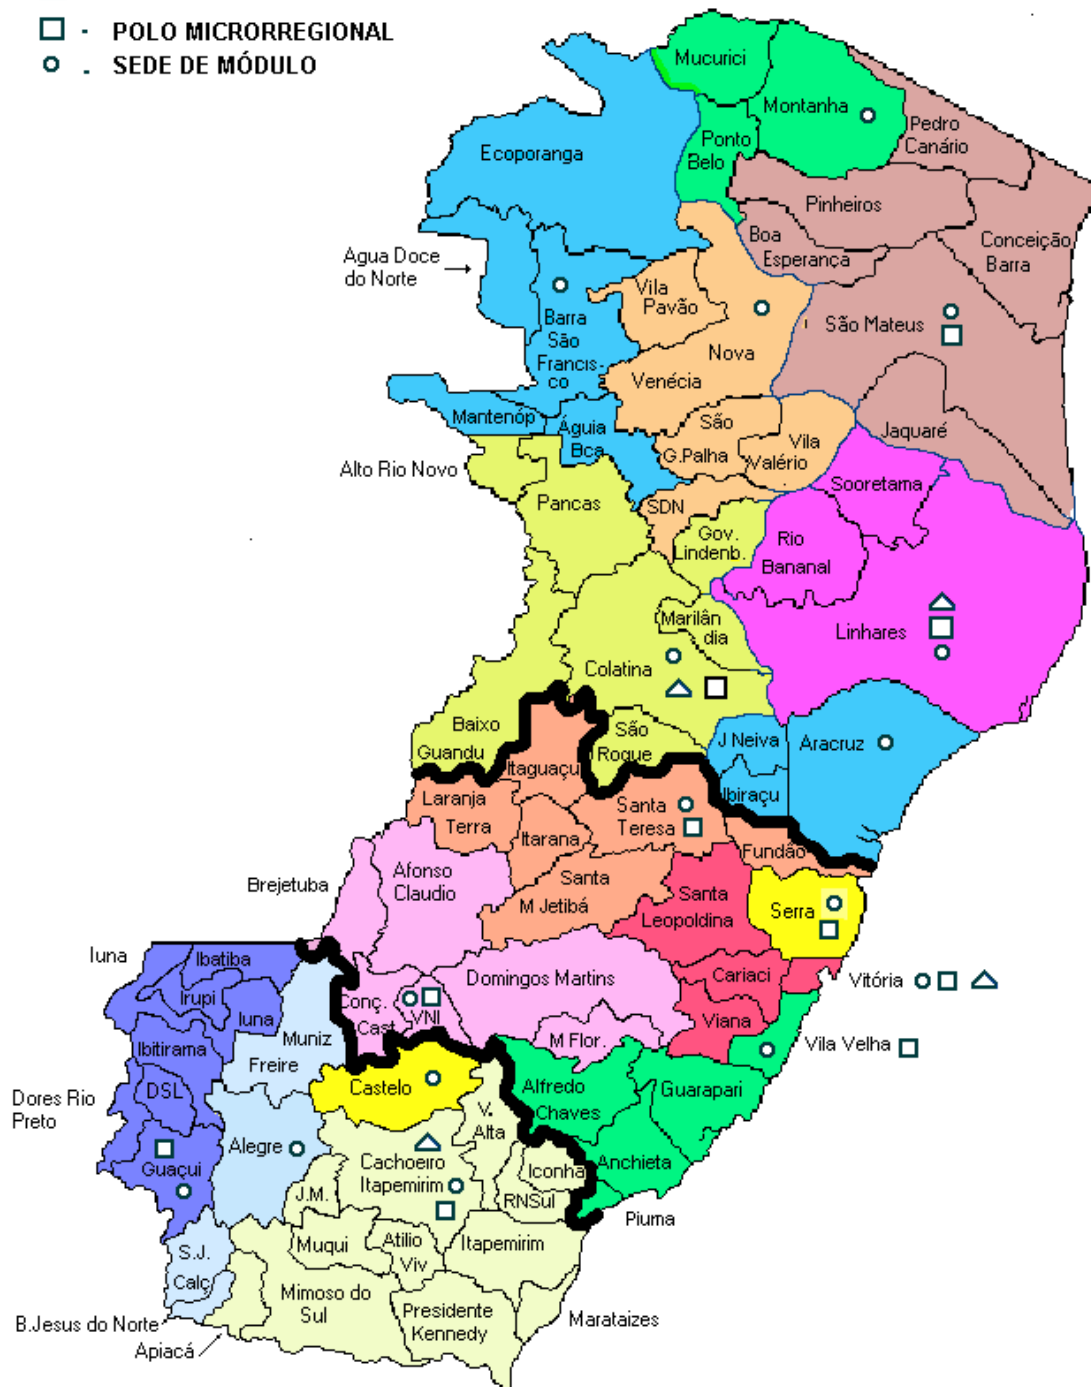 POLO MICRORREGIONAL
SEDE DE MÓDULO
Mucurici
Montanha
Pedro
Canário
Ponto
Belo
Ecoporanga
Pinheiros
Boa
Esperança
Conceição
Barra
Agua Doce
do Norte
Vila
Pavão
Barra
São
Francis-
co
São Mateus
Nova
Venécia
Mantenóp
Águia
Bca
São
G.Palha
Vila
Valério
Jaquaré
Alto Rio Novo
Pancas
Sooretama
SDN
Gov.
Lindenb.
Rio
Bananal
Marilân
dia
Linhares
Colatina
Baixo
Guandu
São
Roque
J Neiva
Aracruz
Itaguaçu
Ibiraçu
Laranja
Terra
Santa
Teresa
Itarana
Fundão
Brejetuba
Afonso
Claudio
Santa
M Jetibá
Santa
Leopoldina
Serra
Iuna
Ibatiba
Domingos Martins
Cariaci
Vitória
Irupi
Iuna
Conç.
Cast
VNI
Viana
Muniz
Freire
M Flor.
Vila Velha
Ibitirama
Castelo
Alfredo
Chaves
Guarapari
Dores Rio
Preto
DSL
V.
Alta
Guaçui
Alegre
Cachoeiro
Itapemirim
Iconha
Anchieta
J.M.
RNSul
Piuma
S.J.
Calç
Muqui
Atilio
Viv
Itapemirim
Mimoso do
Sul
Presidente
Kennedy
Marataizes
B.Jesus do Norte
Apiacá